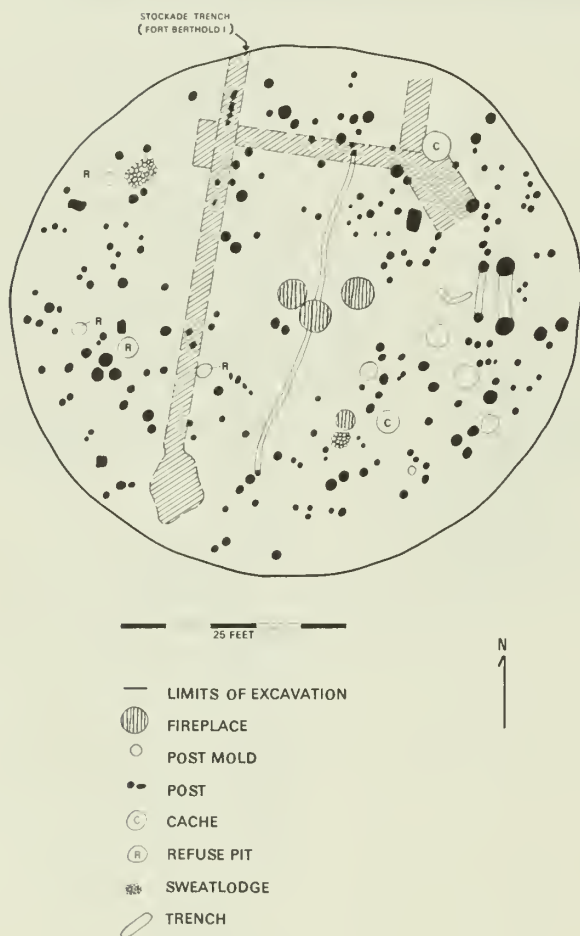 STOCKADE TRENCH
(FORT BERTHOLD I)
C
R
R
R
R
C
25 FEET
N
LIMITS OF EXCAVATION
FIREPLACE
POST MOLD
POST
C CACHE
R REFUSE PIT
SWEATLODGE
TRENCH